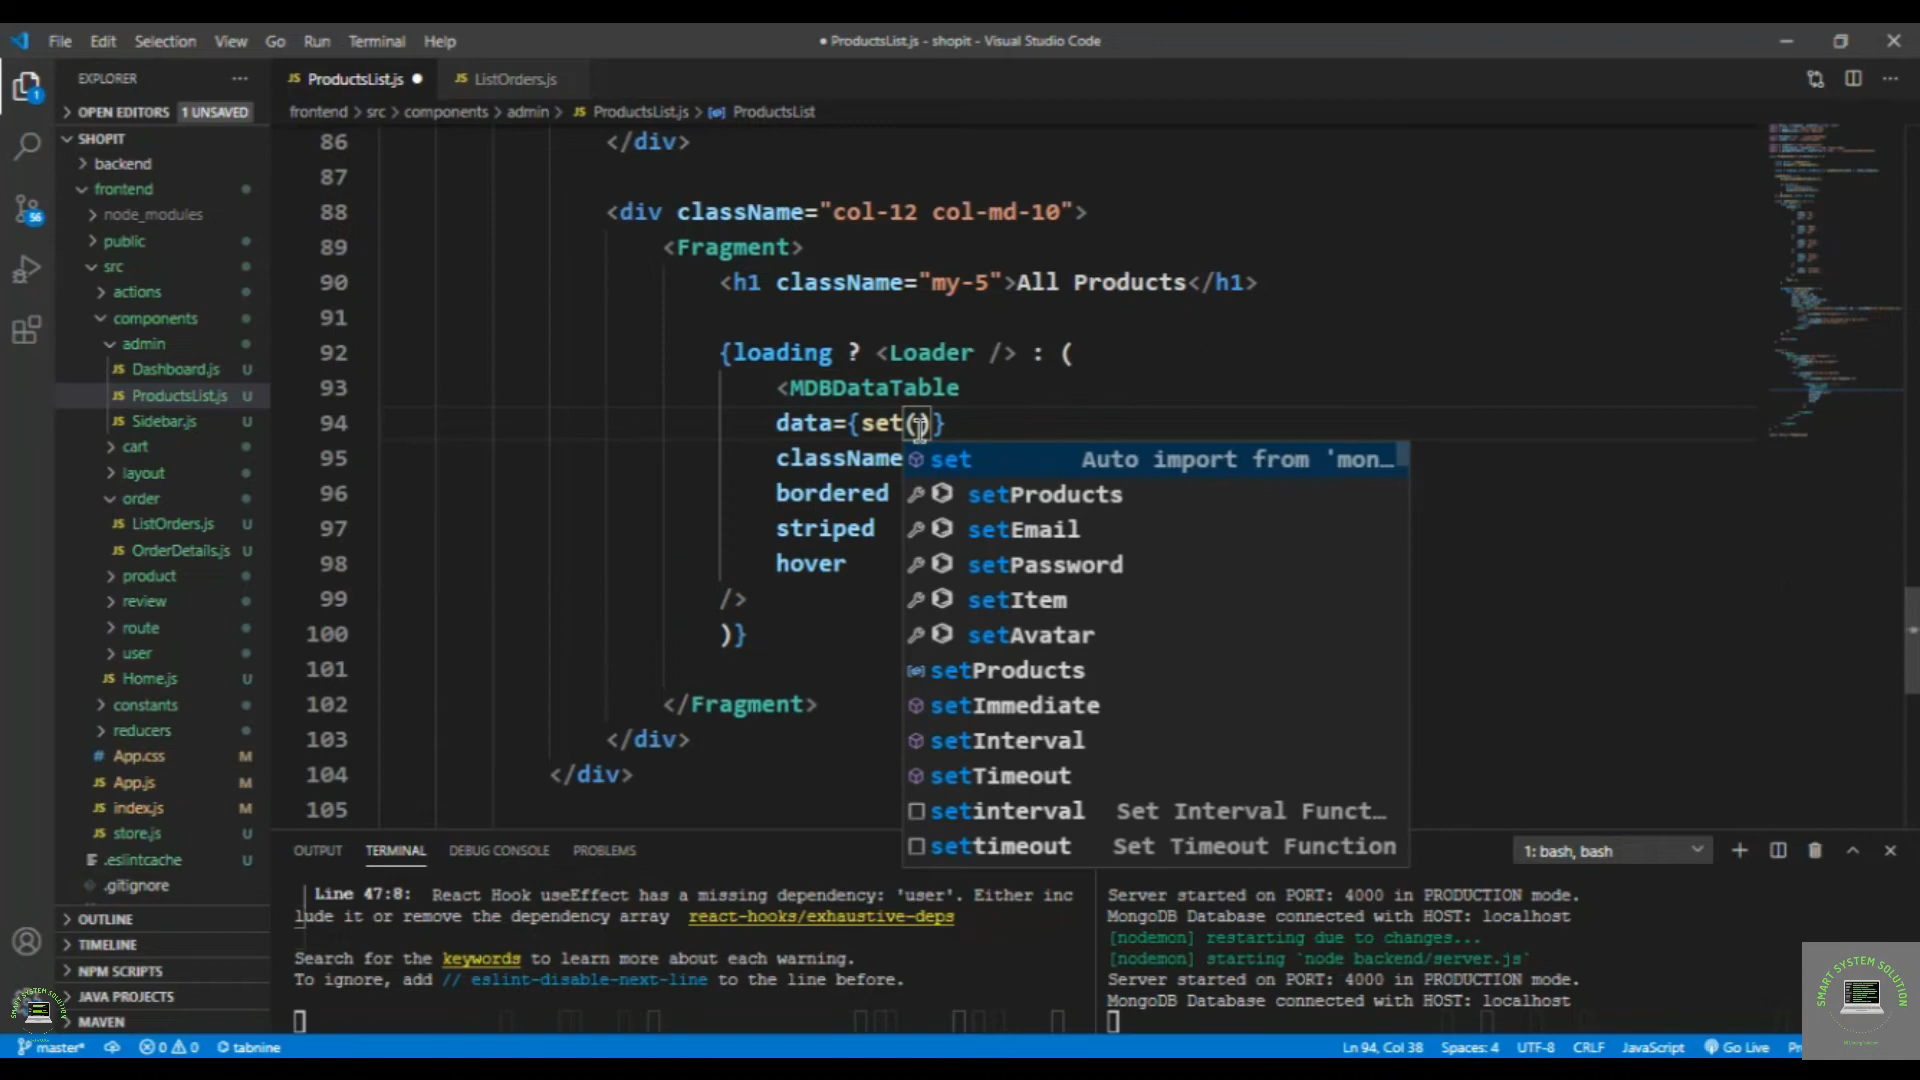 File Edit Selection View Go Run Terminal Help
● ProductsList.js - shopit - Visual Studio Code
EXPLORER ...
JS ProductsList.js ●
JS ListOrders.js
> OPEN EDITORS 1 UNSAVED
frontend > src > components > admin > JS ProductsList.js > ProductsList
SHOPIT
backend
frontend
node_modules
public
src
actions
components
admin
JS Dashboard.js U
JS ProductsList.js U
JS Sidebar.js U
cart
layout
order
JS ListOrders.js U
JS OrderDetails.js U
product
review
route
user
JS Home.js U
constants
reducers
# App.css M
JS App.js M
JS index.js M
JS store.js U
.eslintcache U
.gitignore
OUTLINE
TIMELINE
NPM SCRIPTS
JAVA PROJECTS
MAVEN
1
56
86 </div>
87
88 <div className="col-12 col-md-10">
89 <Fragment>
90 <h1 className="my-5">All Products</h1>
91
92 {loading ? <Loader /> : (
93 <MDBDataTable
94 data={set()}
95 className
96 bordered
97 striped
98 hover
99 />
100 )}
101
102 </Fragment>
103 </div>
104 </div>
105
set Auto import from 'mon…
setProducts
setEmail
setPassword
setItem
setAvatar
setProducts
setImmediate
setInterval
setTimeout
setinterval Set Interval Funct…
settimeout Set Timeout Function
OUTPUT TERMINAL DEBUG CONSOLE PROBLEMS
1: bash, bash
Line 47:8: React Hook useEffect has a missing dependency: 'user'. Either inc
lude it or remove the dependency array react-hooks/exhaustive-deps
Search for the keywords to learn more about each warning.
To ignore, add // eslint-disable-next-line to the line before.
Server started on PORT: 4000 in PRODUCTION mode.
MongoDB Database connected with HOST: localhost
[nodemon] restarting due to changes...
[nodemon] starting `node backend/server.js`
Server started on PORT: 4000 in PRODUCTION mode.
MongoDB Database connected with HOST: localhost
SMART SYSTEM SOLUTION
SMART SYSTEM SOLUTION
master* 0 0 tabnine
Ln 94, Col 38 Spaces: 4 UTF-8 CRLF JavaScript Go Live